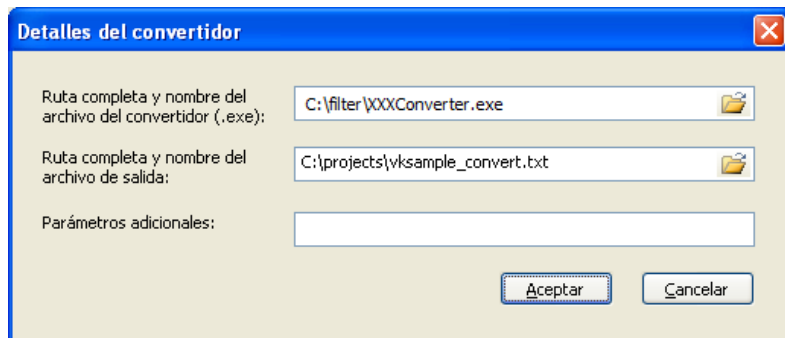 Detalles del convertidor
Ruta completa y nombre del
archivo del convertidor (.exe):
C:\filter\XXXConverter.exe
Ruta completa y nombre del
archivo de salida:
C:\projects\vksample_convert.txt
Parámetros adicionales:
Aceptar
Cancelar